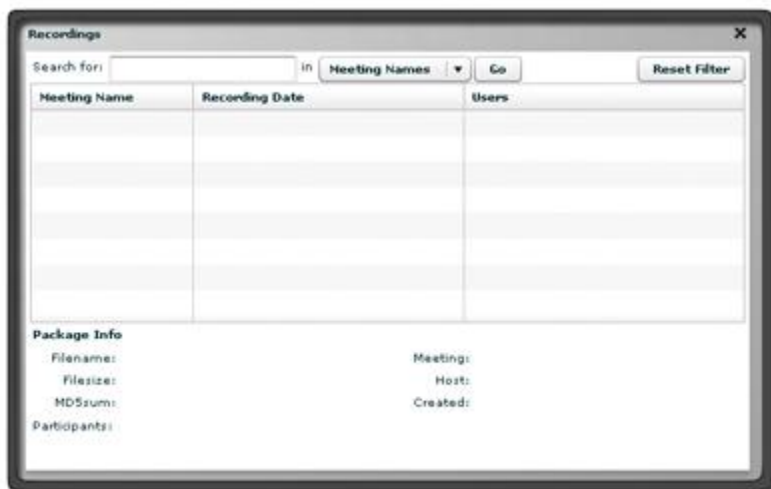 Recordings
Search for: in Meeting Names Go Reset Filter
Meeting Name Recording Date Users
Package Info
Filename: Meeting:
Filesize: Host:
MD5sum: Created:
Participants: